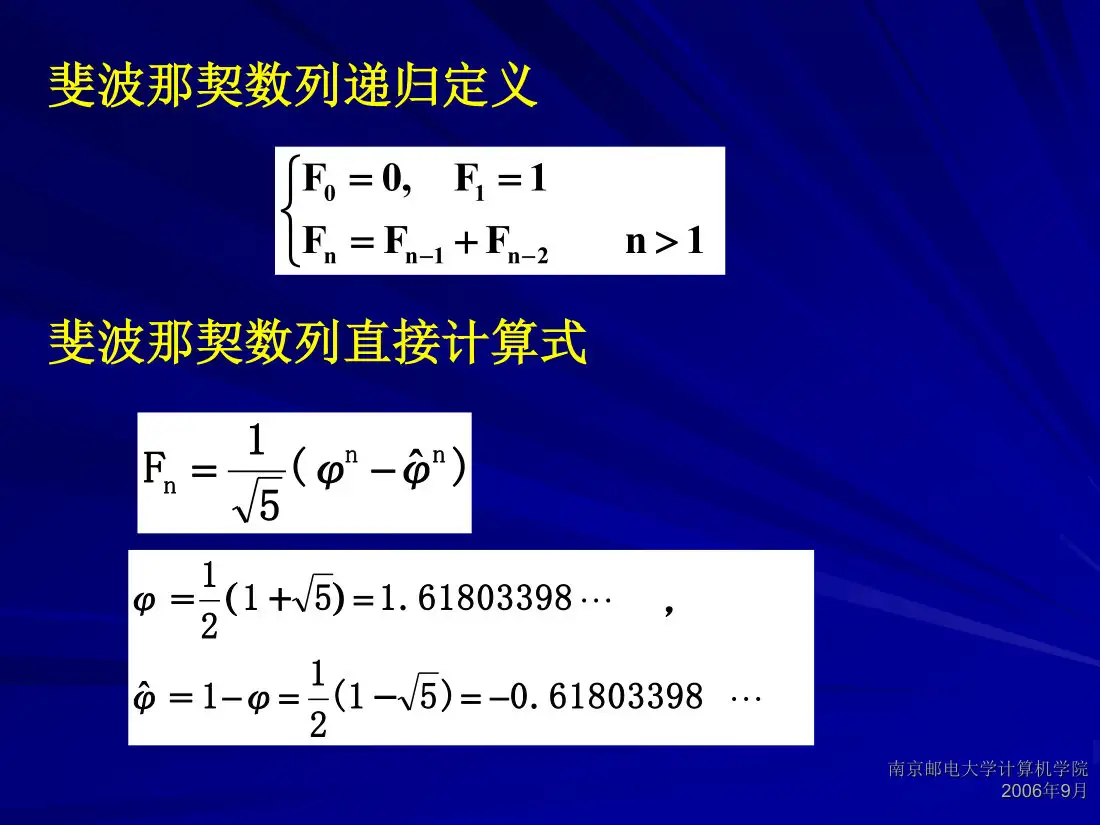 斐波那契数列递归定义
F₀ = 0, F₁ = 1
Fₙ = Fₙ₋₁ + Fₙ₋₂ n > 1
斐波那契数列直接计算式
Fₙ = 1/√5 (φⁿ − φ̂ⁿ)
φ = 1/2 (1 + √5) = 1.61803398⋯ ,
φ̂ = 1 − φ = 1/2 (1 − √5) = −0.61803398 ⋯
南京邮电大学计算机学院
2006年9月